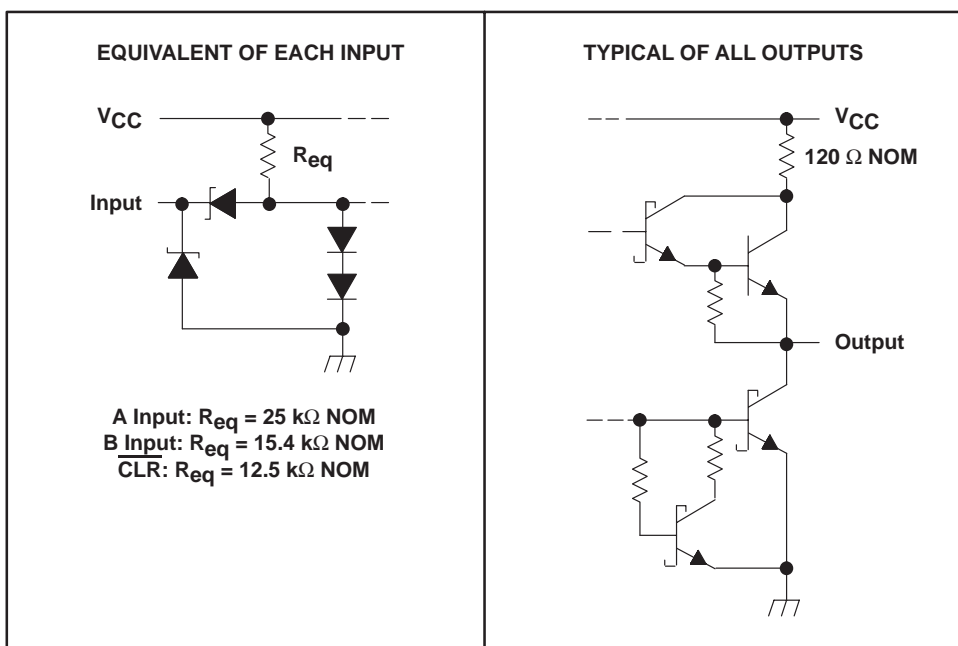 EQUIVALENT OF EACH INPUT
VCC
Req
Input
A Input: Req = 25 kΩ NOM
B Input: Req = 15.4 kΩ NOM
C̅L̅R̅: Req = 12.5 kΩ NOM
TYPICAL OF ALL OUTPUTS
VCC
120 Ω NOM
Output